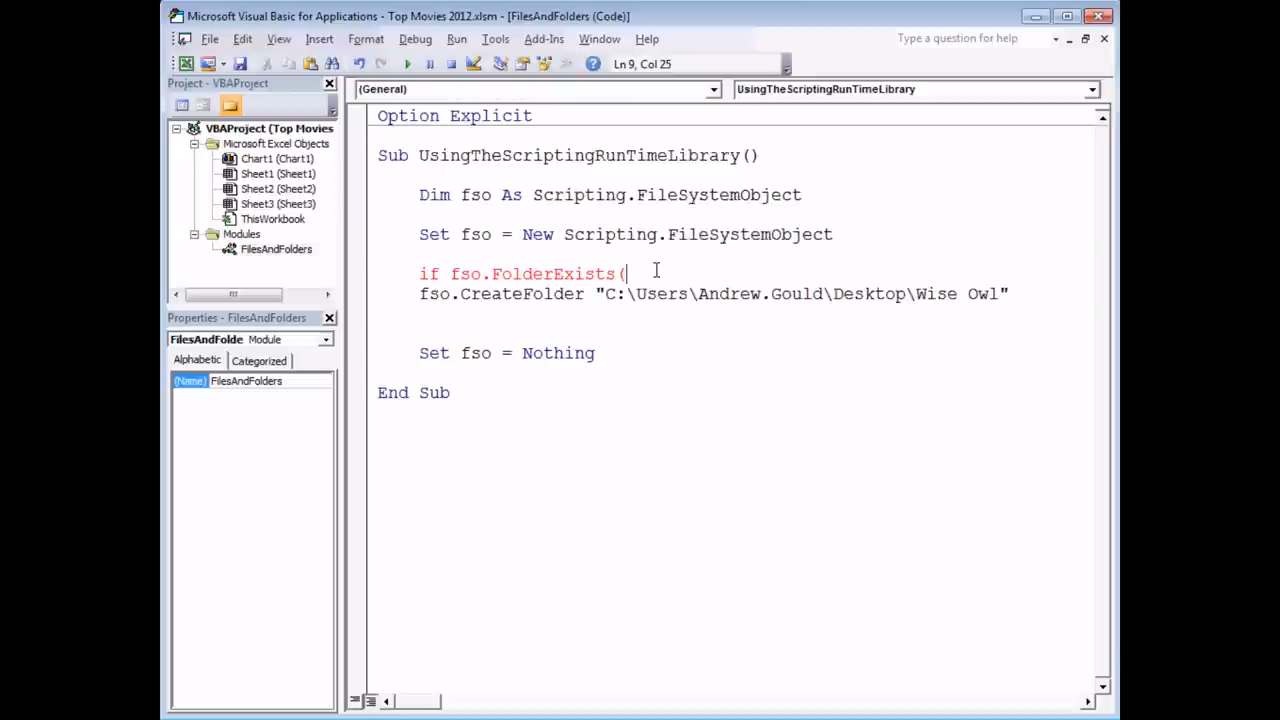 Microsoft Visual Basic for Applications - Top Movies 2012.xlsm - [FilesAndFolders (Code)]
File Edit View Insert Format Debug Run Tools Add-Ins Window Help
Type a question for help
Ln 9, Col 25
Project - VBAProject
VBAProject (Top Movies
Microsoft Excel Objects
Chart1 (Chart1)
Sheet1 (Sheet1)
Sheet2 (Sheet2)
Sheet3 (Sheet3)
ThisWorkbook
Modules
FilesAndFolders
Properties - FilesAndFolders
FilesAndFolde Module
Alphabetic Categorized
(Name) FilesAndFolders
(General)
UsingTheScriptingRunTimeLibrary
Option Explicit
Sub UsingTheScriptingRunTimeLibrary()
Dim fso As Scripting.FileSystemObject
Set fso = New Scripting.FileSystemObject
if fso.FolderExists(
fso.CreateFolder "C:\Users\Andrew.Gould\Desktop\Wise Owl"
Set fso = Nothing
End Sub